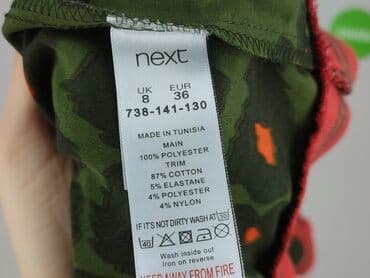 next
UK EUR
8 36
738-141-130
MADE IN TUNISIA
MAIN
100% POLYESTER
TRIM
87% COTTON
5% ELASTANE
4% POLYESTER
4% NYLON
IF IT'S NOT DIRTY WASH AT 30
40
Wash inside out
Iron on reverse
KEEP AWAY FROM FIRE